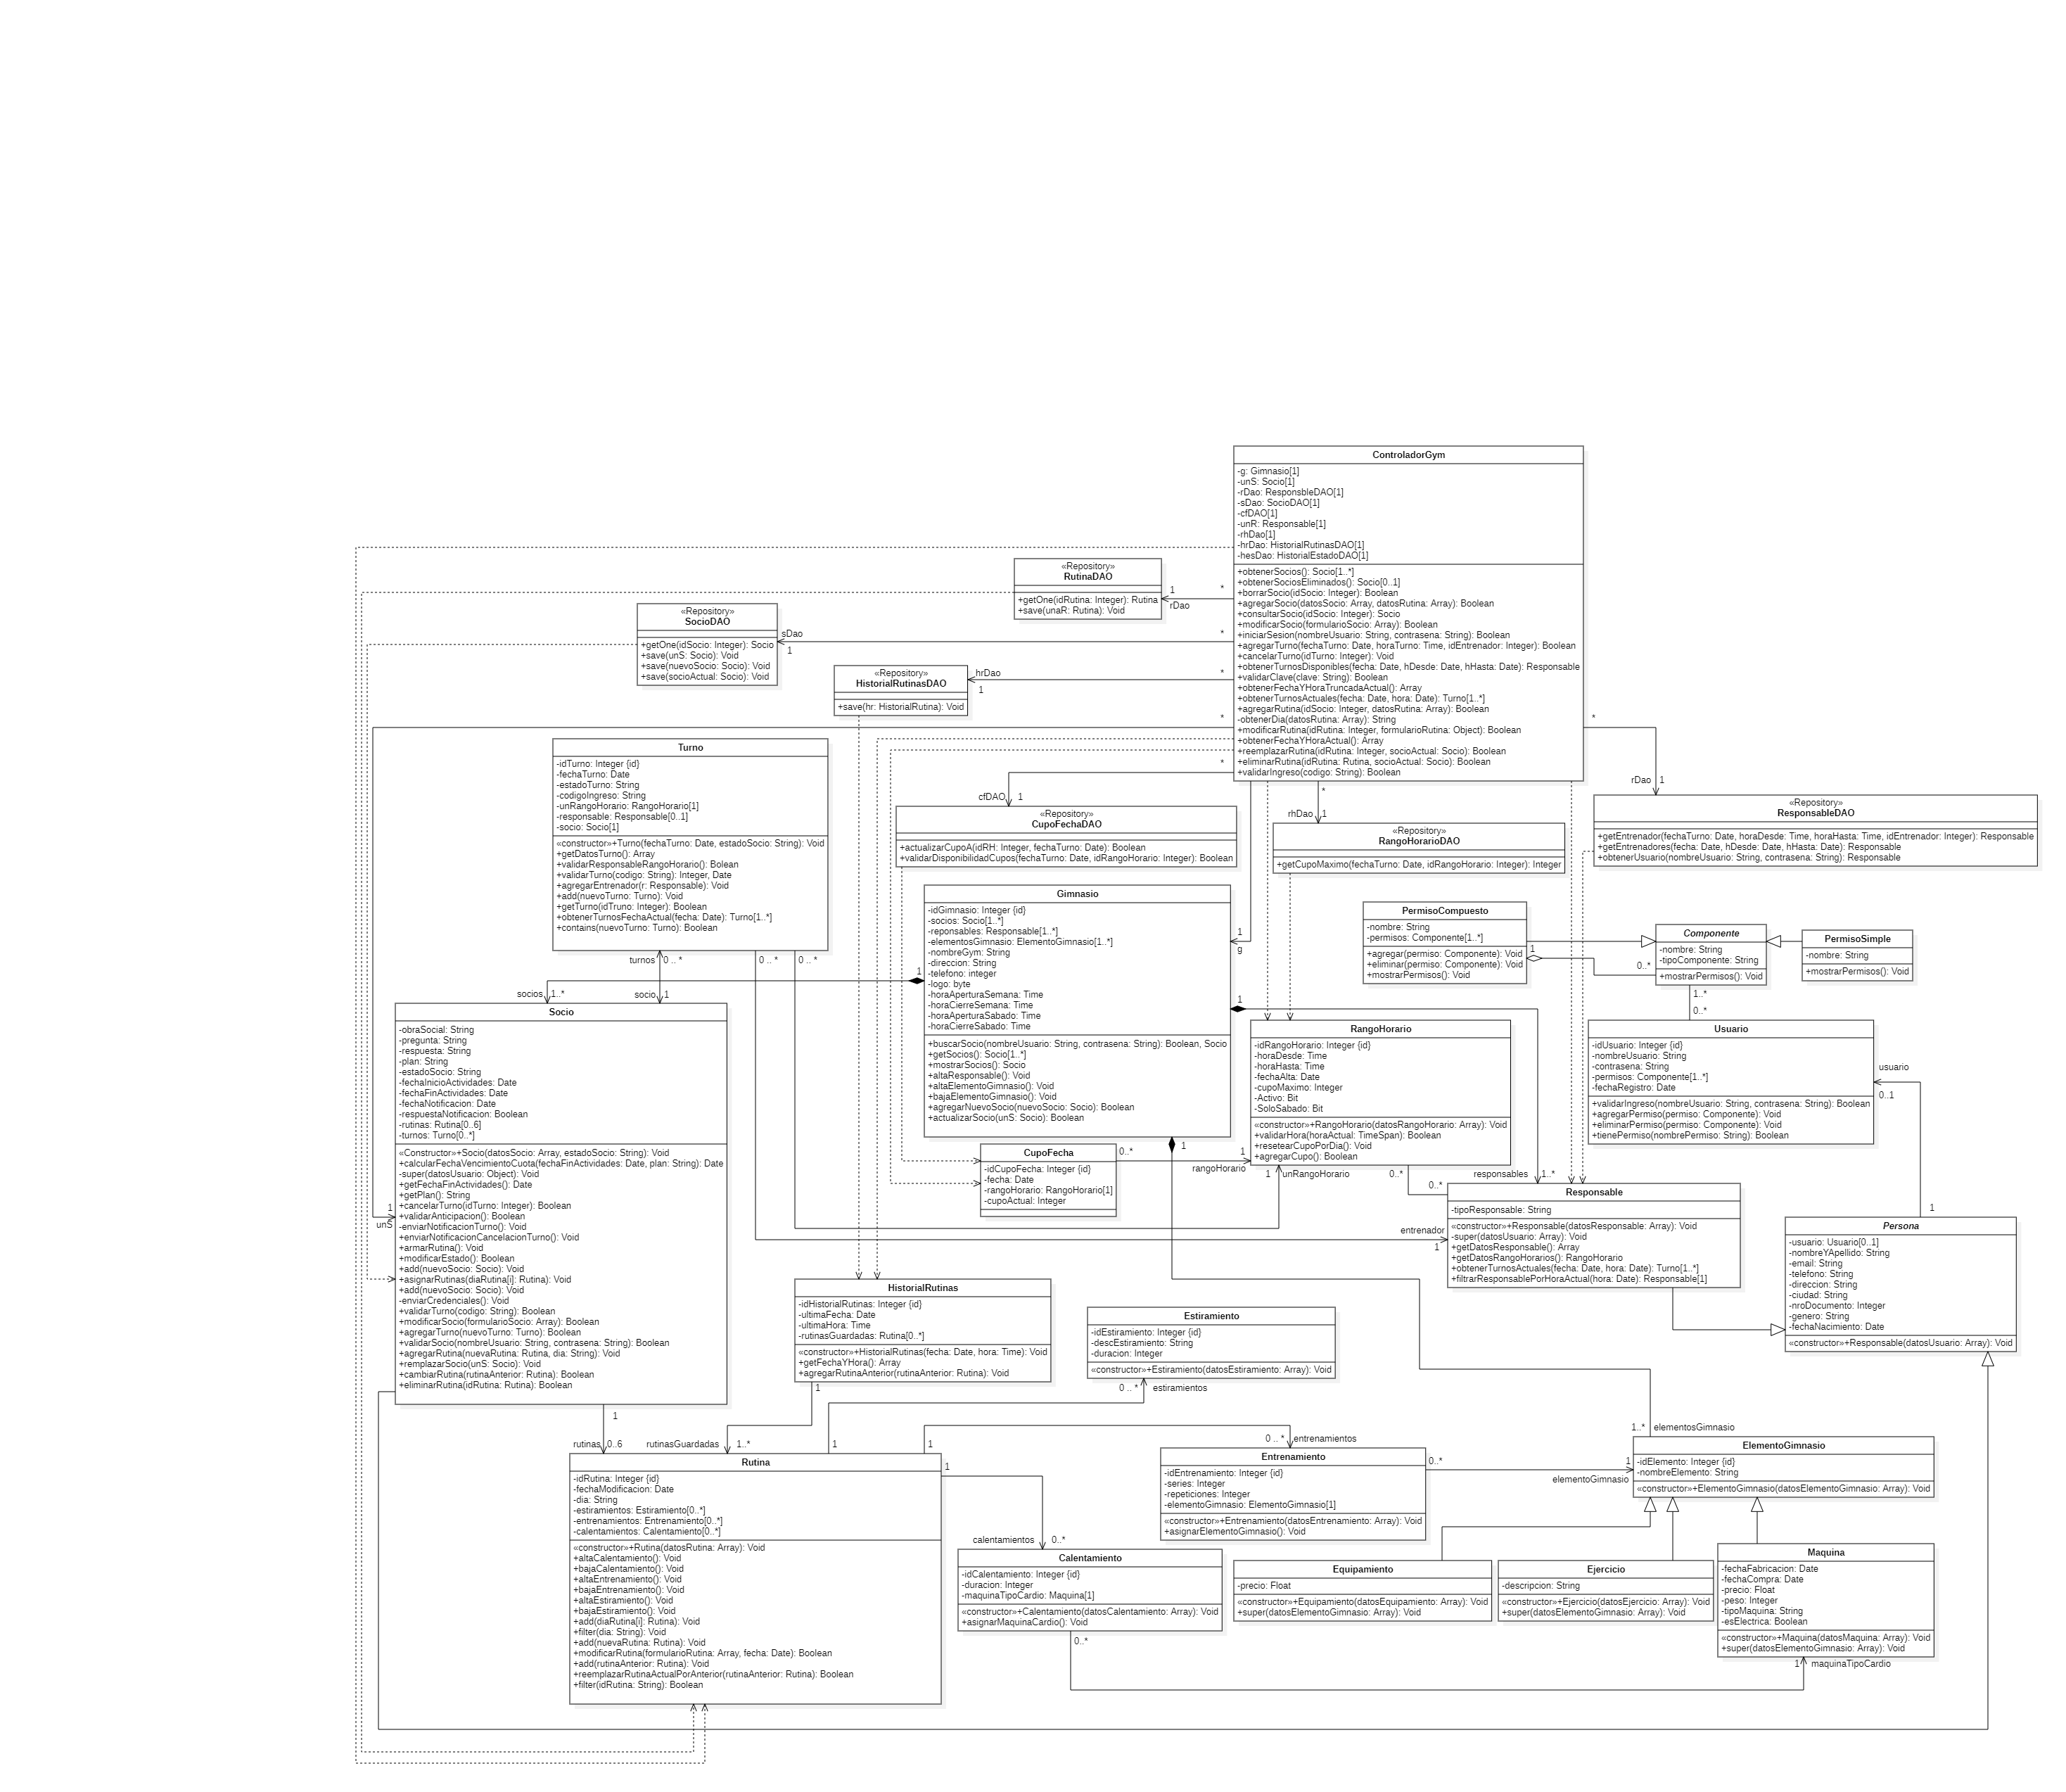 ControladorGym
-g: Gimnasio[1]
-unS: Socio[1]
-rDao: ResponsbleDAO[1]
-sDao: SocioDAO[1]
-cfDAO[1]
-unR: Responsable[1]
-rhDao[1]
-hrDao: HistorialRutinasDAO[1]
-hesDao: HistorialEstadoDAO[1]
+obtenerSocios(): Socio[1..*]
+obtenerSociosEliminados(): Socio[0..1]
+borrarSocio(idSocio: Integer): Boolean
+agregarSocio(datosSocio: Array, datosRutina: Array): Boolean
+consultarSocio(idSocio: Integer): Socio
+modificarSocio(formularioSocio: Array): Boolean
+iniciarSesion(nombreUsuario: String, contrasena: String): Boolean
+agregarTurno(fechaTurno: Date, horaTurno: Time, idEntrenador: Integer): Boolean
+cancelarTurno(idTurno: Integer): Void
+obtenerTurnosDisponibles(fecha: Date, hDesde: Date, hHasta: Date): Responsable
+validarClave(clave: String): Boolean
+obtenerFechaYHoraTruncadaActual(): Array
+obtenerTurnosActuales(fecha: Date, hora: Date): Turno[1..*]
+agregarRutina(idSocio: Integer, datosRutina: Array): Boolean
-obtenerDia(datosRutina: Array): String
+modificarRutina(idRutina: Integer, formularioRutina: Object): Boolean
+obtenerFechaYHoraActual(): Array
+reemplazarRutina(idRutina: Integer, socioActual: Socio): Boolean
+eliminarRutina(idRutina: Rutina, socioActual: Socio): Boolean
+validarIngreso(codigo: String): Boolean
«Repository»
RutinaDAO
+getOne(idRutina: Integer): Rutina
+save(unaR: Rutina): Void
1
rDao
*
«Repository»
SocioDAO
+getOne(idSocio: Integer): Socio
+save(unS: Socio): Void
+save(nuevoSocio: Socio): Void
+save(socioActual: Socio): Void
sDao
1
*
«Repository»
HistorialRutinasDAO
+save(hr: HistorialRutina): Void
hrDao
1
*
*
*
rDao
1
«Repository»
ResponsableDAO
+getEntrenador(fechaTurno: Date, horaDesde: Time, horaHasta: Time, idEntrenador: Integer): Responsable
+getEntrenadores(fecha: Date, hDesde: Date, hHasta: Date): Responsable
+obtenerUsuario(nombreUsuario: String, contrasena: String): Responsable
Turno
-idTurno: Integer {id}
-fechaTurno: Date
-estadoTurno: String
-codigoIngreso: String
-unRangoHorario: RangoHorario[1]
-responsable: Responsable[0..1]
-socio: Socio[1]
«constructor»+Turno(fechaTurno: Date, estadoSocio: String): Void
+getDatosTurno(): Array
+validarResponsableRangoHorario(): Bolean
+validarTurno(codigo: String): Integer, Date
+agregarEntrenador(r: Responsable): Void
+add(nuevoTurno: Turno): Void
+getTurno(idTruno: Integer): Boolean
+obtenerTurnosFechaActual(fecha: Date): Turno[1..*]
+contains(nuevoTurno: Turno): Boolean
*
cfDAO
1
«Repository»
CupoFechaDAO
+actualizarCupoA(idRH: Integer, fechaTurno: Date): Boolean
+validarDisponibilidadCupos(fechaTurno: Date, idRangoHorario: Integer): Boolean
*
rhDao
1
«Repository»
RangoHorarioDAO
+getCupoMaximo(fechaTurno: Date, idRangoHorario: Integer): Integer
Gimnasio
-idGimnasio: Integer {id}
-socios: Socio[1..*]
-reponsables: Responsable[1..*]
-elementosGimnasio: ElementoGimnasio[1..*]
-nombreGym: String
-direccion: String
-telefono: integer
-logo: byte
-horaAperturaSemana: Time
-horaCierreSemana: Time
-horaAperturaSabado: Time
-horaCierreSabado: Time
+buscarSocio(nombreUsuario: String, contrasena: String): Boolean, Socio
+getSocios(): Socio[1..*]
+mostrarSocios(): Socio
+altaResponsable(): Void
+altaElementoGimnasio(): Void
+bajaElementoGimnasio(): Void
+agregarNuevoSocio(nuevoSocio: Socio): Boolean
+actualizarSocio(unS: Socio): Boolean
1
g
1
1
1
PermisoCompuesto
-nombre: String
-permisos: Componente[1..*]
+agregar(permiso: Componente): Void
+eliminar(permiso: Componente): Void
+mostrarPermisos(): Void
1
0..*
Componente
-nombre: String
-tipoComponente: String
+mostrarPermisos(): Void
PermisoSimple
-nombre: String
+mostrarPermisos(): Void
1..*
0..*
turnos
0 .. *
0 .. *
0 .. *
socios
1..*
socio
1
Socio
-obraSocial: String
-pregunta: String
-respuesta: String
-plan: String
-estadoSocio: String
-fechaInicioActividades: Date
-fechaFinActividades: Date
-fechaNotificacion: Date
-respuestaNotificacion: Boolean
-rutinas: Rutina[0..6]
-turnos: Turno[0..*]
«Constructor»+Socio(datosSocio: Array, estadoSocio: String): Void
+calcularFechaVencimientoCuota(fechaFinActividades: Date, plan: String): Date
-super(datosUsuario: Object): Void
+getFechaFinActividades(): Date
+getPlan(): String
+cancelarTurno(idTurno: Integer): Boolean
+validarAnticipacion(): Boolean
-enviarNotificacionTurno(): Void
+enviarNotificacionCancelacionTurno(): Void
+armarRutina(): Void
+modificarEstado(): Boolean
+add(nuevoSocio: Socio): Void
+asignarRutinas(diaRutina[i]: Rutina): Void
+add(nuevoSocio: Socio): Void
-enviarCredenciales(): Void
+validarTurno(codigo: String): Boolean
+modificarSocio(formularioSocio: Array): Boolean
+agregarTurno(nuevoTurno: Turno): Boolean
+validarSocio(nombreUsuario: String, contrasena: String): Boolean
+agregarRutina(nuevaRutina: Rutina, dia: String): Void
+remplazarSocio(unS: Socio): Void
+cambiarRutina(rutinaAnterior: Rutina): Boolean
+eliminarRutina(idRutina: Rutina): Boolean
1
unS
RangoHorario
-idRangoHorario: Integer {id}
-horaDesde: Time
-horaHasta: Time
-fechaAlta: Date
-cupoMaximo: Integer
-Activo: Bit
-SoloSabado: Bit
«constructor»+RangoHorario(datosRangoHorario: Array): Void
+validarHora(horaActual: TimeSpan): Boolean
+resetearCupoPorDia(): Void
+agregarCupo(): Boolean
Usuario
-idUsuario: Integer {id}
-nombreUsuario: String
-contrasena: String
-permisos: Componente[1..*]
-fechaRegistro: Date
+validarIngreso(nombreUsuario: String, contrasena: String): Boolean
+agregarPermiso(permiso: Componente): Void
+eliminarPermiso(permiso: Componente): Void
+tienePermiso(nombrePermiso: String): Boolean
usuario
0..1
1
CupoFecha
-idCupoFecha: Integer {id}
-fecha: Date
-rangoHorario: RangoHorario[1]
-cupoActual: Integer
0..*
1
rangoHorario
1
unRangoHorario
0..*
0..*
responsables
1..*
entrenador
1
Responsable
-tipoResponsable: String
«constructor»+Responsable(datosResponsable: Array): Void
-super(datosUsuario: Array): Void
+getDatosResponsable(): Array
+getDatosRangoHorarios(): RangoHorario
+obtenerTurnosActuales(fecha: Date, hora: Date): Turno[1..*]
+filtrarResponsablePorHoraActual(hora: Date): Responsable[1]
Persona
-usuario: Usuario[0..1]
-nombreYApellido: String
-email: String
-telefono: String
-direccion: String
-ciudad: String
-nroDocumento: Integer
-genero: String
-fechaNacimiento: Date
«constructor»+Responsable(datosUsuario: Array): Void
HistorialRutinas
-idHistorialRutinas: Integer {id}
-ultimaFecha: Date
-ultimaHora: Time
-rutinasGuardadas: Rutina[0..*]
«constructor»+HistorialRutinas(fecha: Date, hora: Time): Void
+getFechaYHora(): Array
+agregarRutinaAnterior(rutinaAnterior: Rutina): Void
1
Estiramiento
-idEstiramiento: Integer {id}
-descEstiramiento: String
-duracion: Integer
«constructor»+Estiramiento(datosEstiramiento: Array): Void
0 .. *
estiramientos
1
rutinas
0..6
rutinasGuardadas
1..*
1
1
1
Rutina
-idRutina: Integer {id}
-fechaModificacion: Date
-dia: String
-estiramientos: Estiramiento[0..*]
-entrenamientos: Entrenamiento[0..*]
-calentamientos: Calentamiento[0..*]
«constructor»+Rutina(datosRutina: Array): Void
+altaCalentamiento(): Void
+bajaCalentamiento(): Void
+altaEntrenamiento(): Void
+bajaEntrenamiento(): Void
+altaEstiramiento(): Void
+bajaEstiramiento(): Void
+add(diaRutina[i]: Rutina): Void
+filter(dia: String): Void
+add(nuevaRutina: Rutina): Void
+modificarRutina(formularioRutina: Array, fecha: Date): Boolean
+add(rutinaAnterior: Rutina): Void
+reemplazarRutinaActualPorAnterior(rutinaAnterior: Rutina): Boolean
+filter(idRutina: String): Boolean
0 .. *
entrenamientos
Entrenamiento
-idEntrenamiento: Integer {id}
-series: Integer
-repeticiones: Integer
-elementoGimnasio: ElementoGimnasio[1]
«constructor»+Entrenamiento(datosEntrenamiento: Array): Void
+asignarElementoGimnasio(): Void
0..*
1
elementoGimnasio
1..*
elementosGimnasio
ElementoGimnasio
-idElemento: Integer {id}
-nombreElemento: String
«constructor»+ElementoGimnasio(datosElementoGimnasio: Array): Void
calentamientos
0..*
Calentamiento
-idCalentamiento: Integer {id}
-duracion: Integer
-maquinaTipoCardio: Maquina[1]
«constructor»+Calentamiento(datosCalentamiento: Array): Void
+asignarMaquinaCardio(): Void
0..*
Equipamiento
-precio: Float
«constructor»+Equipamiento(datosEquipamiento: Array): Void
+super(datosElementoGimnasio: Array): Void
Ejercicio
-descripcion: String
«constructor»+Ejercicio(datosEjercicio: Array): Void
+super(datosElementoGimnasio: Array): Void
Maquina
-fechaFabricacion: Date
-fechaCompra: Date
-precio: Float
-peso: Integer
-tipoMaquina: String
-esElectrica: Boolean
«constructor»+Maquina(datosMaquina: Array): Void
+super(datosElementoGimnasio: Array): Void
1
maquinaTipoCardio